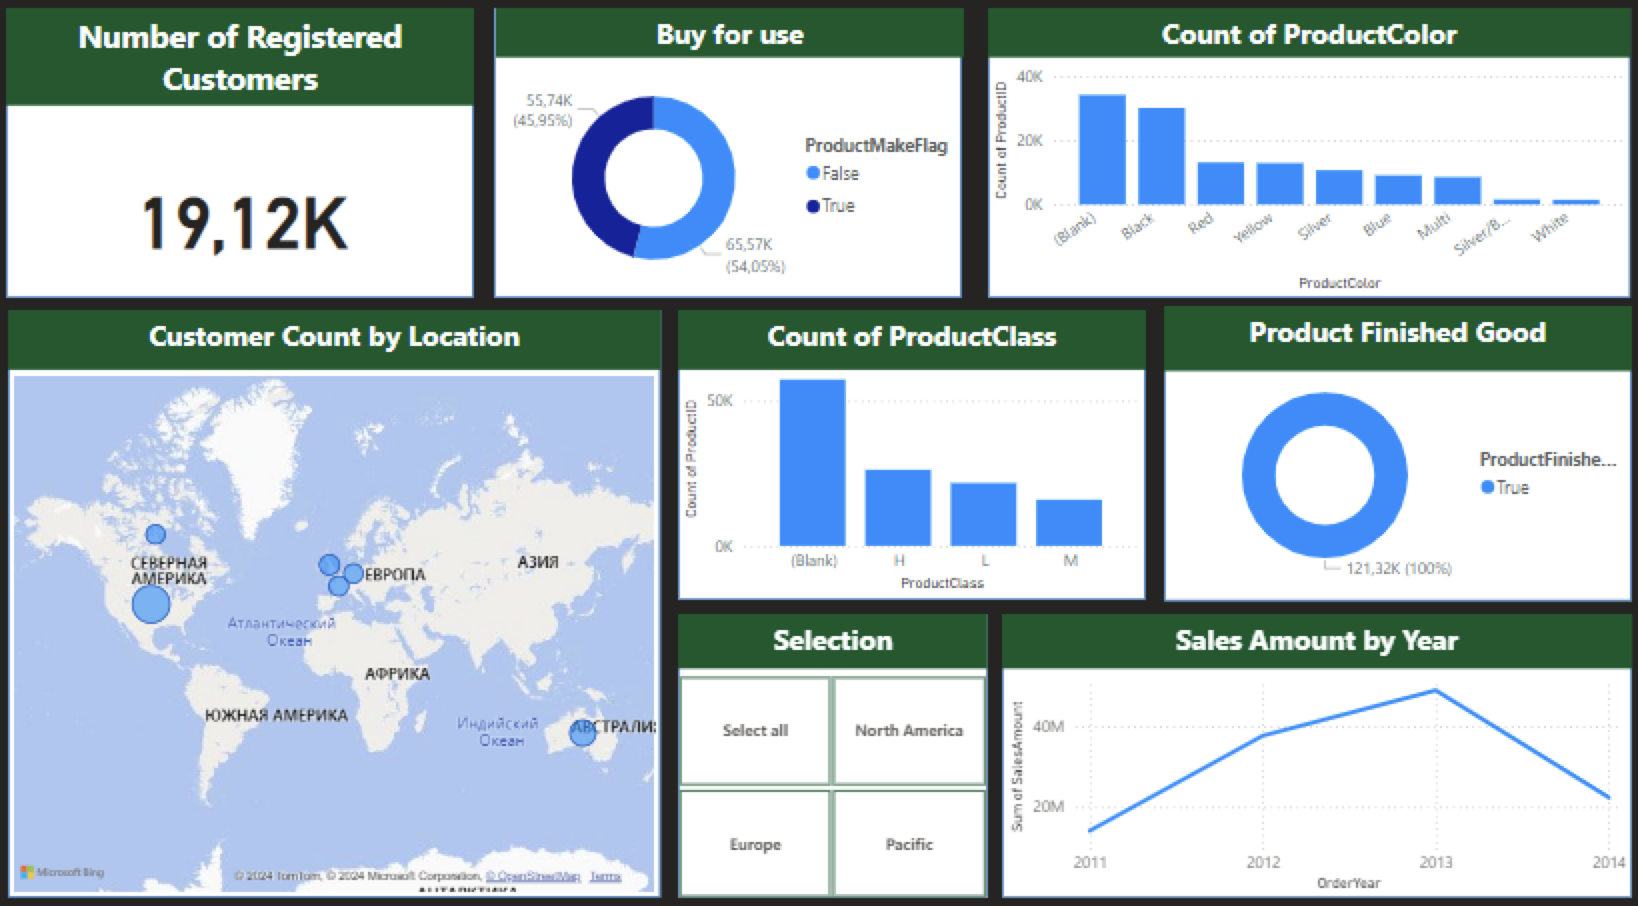 Number of Registered
Customers
19,12K
Buy for use
55,74K
(45,95%)
65,57K
(54,05%)
ProductMakeFlag
False
True
Count of ProductColor
Count of ProductID
40K
20K
0K
(Blank)
Black
Red
Yellow
Silver
Blue
Multi
Silver/B...
White
ProductColor
Customer Count by Location
СЕВЕРНАЯ
АМЕРИКА
ЕВРОПА
АЗИЯ
Атлантический
Океан
АФРИКА
ЮЖНАЯ АМЕРИКА
Индийский
Океан
АВСТРАЛИЯ
АНТАРКТИКА
Microsoft Bing
© 2024 TomTom, © 2024 Microsoft Corporation, © OpenStreetMap Terms
Count of ProductClass
Count of ProductID
50K
0K
(Blank)
H
L
M
ProductClass
Product Finished Good
ProductFinishe...
True
121,32K (100%)
Selection
Select all
North America
Europe
Pacific
Sales Amount by Year
Sum of SalesAmount
40M
20M
2011
2012
2013
2014
OrderYear